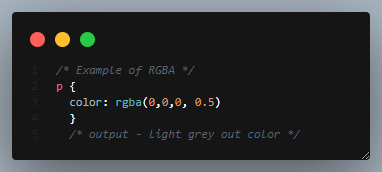 1 /* Example of RGBA */
2 p {
3 color: rgba(0,0,0, 0.5)
4 }
5 /* output - light grey out color */